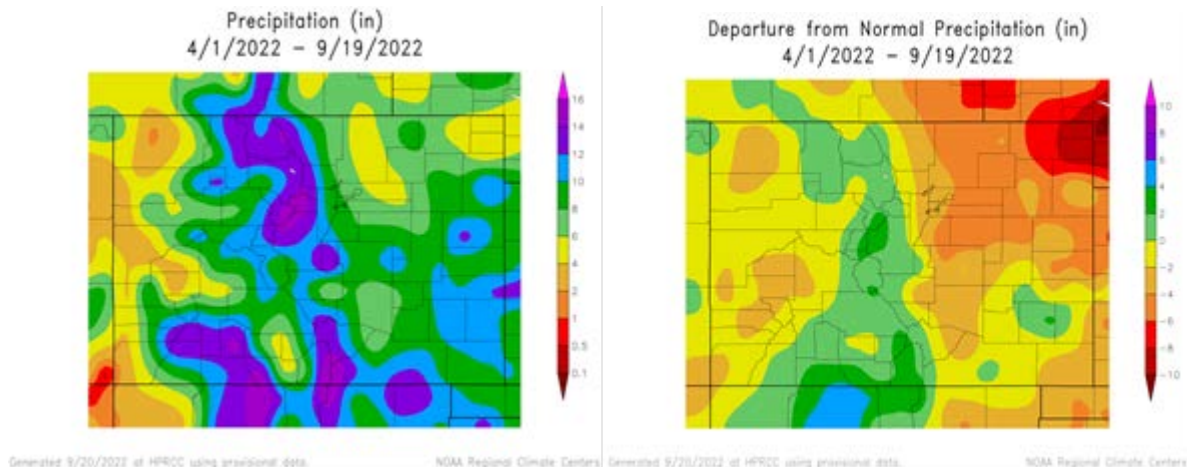 Precipitation (in)
4/1/2022 – 9/19/2022
16
14
12
10
8
6
4
2
1
0.5
0.1
Generated 9/20/2022 at HPRCC using provisional data.
NOAA Regional Climate Centers
Departure from Normal Precipitation (in)
4/1/2022 – 9/19/2022
10
8
6
4
2
0
-2
-4
-6
-8
-10
Generated 9/20/2022 at HPRCC using provisional data.
NOAA Regional Climate Centers